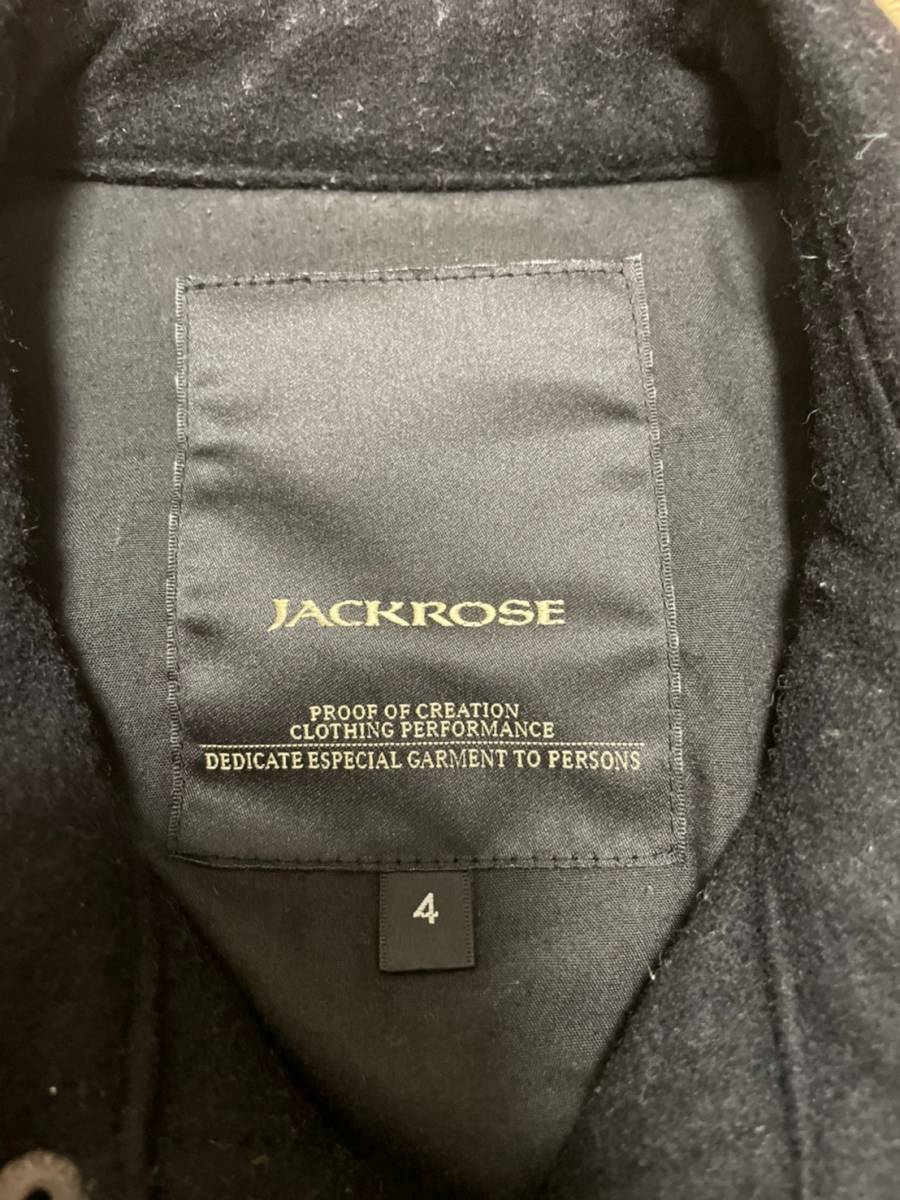 JACKROSE
PROOF OF CREATION
CLOTHING PERFORMANCE
DEDICATE ESPECIAL GARMENT TO PERSONS
4